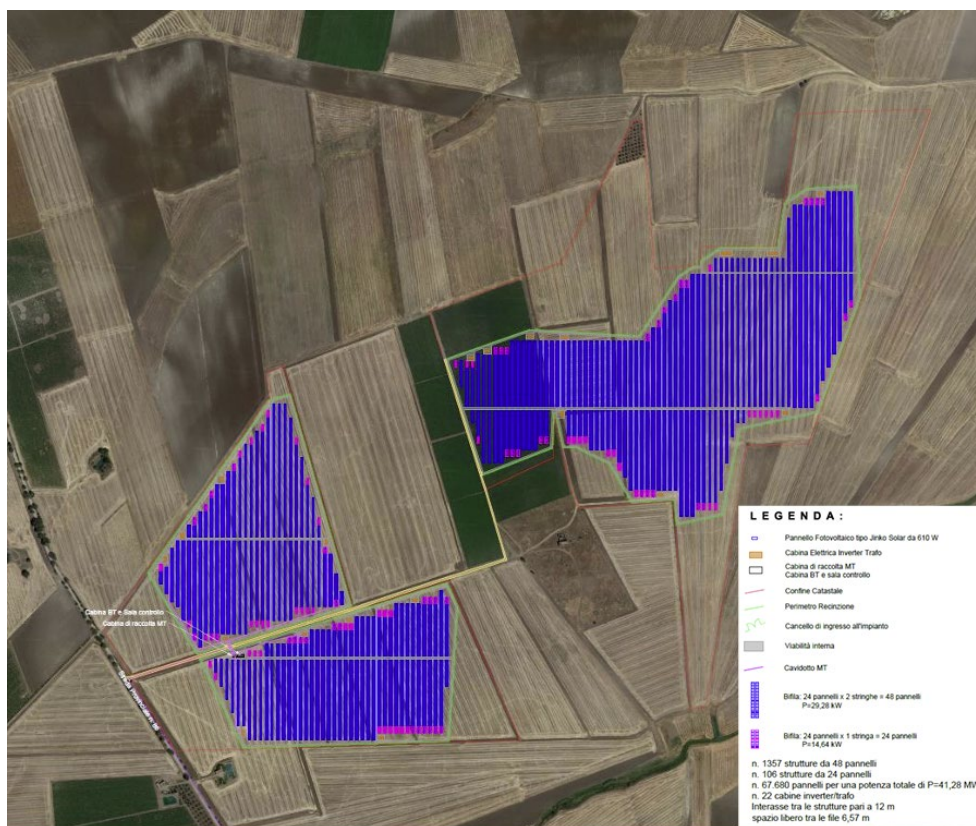 Cabina BT e Sala controllo
Cabina di raccolta MT
LEGENDA:
Pannello Fotovoltaico tipo Jinko Solar da 610 W
Cabina Elettrica Inverter Trafo
Cabina di raccolta MT
Cabina BT e sala controllo
Confine Catastale
Perimetro Recinzione
Cancello di ingresso all'impianto
Viabilità interna
Cavidotto MT
Bifila: 24 pannelli x 2 stringhe = 48 pannelli
P=29,28 kW
Bifila: 24 pannelli x 1 stringa = 24 pannelli
P=14,64 kW
n. 1357 strutture da 48 pannelli
n. 106 strutture da 24 pannelli
n. 67.680 pannelli per una potenza totale di P=41,28 MW
n. 22 cabine inverter/trafo
Interasse tra le strutture pari a 12 m
spazio libero tra le file 6,57 m